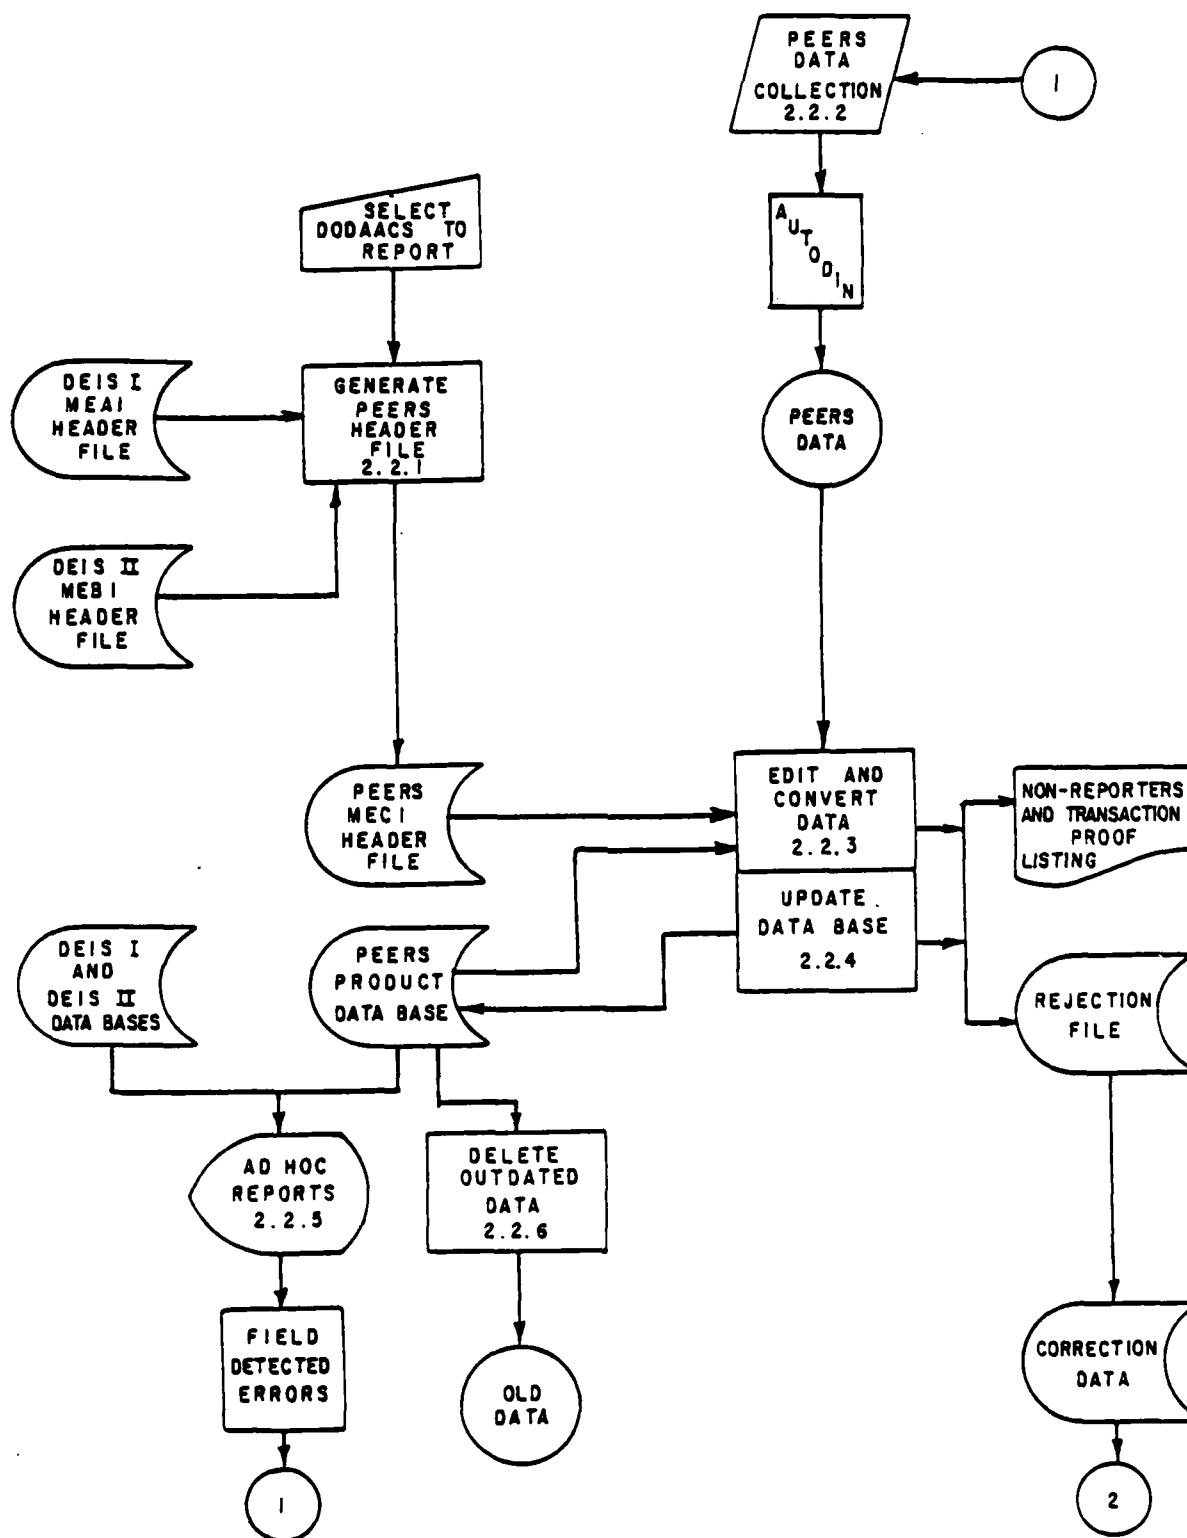 PEERS
DATA
COLLECTION
2.2.2
1
AUTODIN
SELECT
DODAACS TO
REPORT
DEIS I
MEA1
HEADER
FILE
GENERATE
PEERS
HEADER
FILE
2.2.1
PEERS
DATA
DEIS II
MEB1
HEADER
FILE
PEERS
MEC1
HEADER
FILE
EDIT AND
CONVERT
DATA
2.2.3
NON-REPORTERS
AND TRANSACTION
PROOF
LISTING
UPDATE
DATA BASE
2.2.4
DEIS I
AND
DEIS II
DATA BASES
PEERS
PRODUCT
DATA BASE
REJECTION
FILE
AD HOC
REPORTS
2.2.5
DELETE
OUTDATED
DATA
2.2.6
FIELD
DETECTED
ERRORS
OLD
DATA
CORRECTION
DATA
1
2